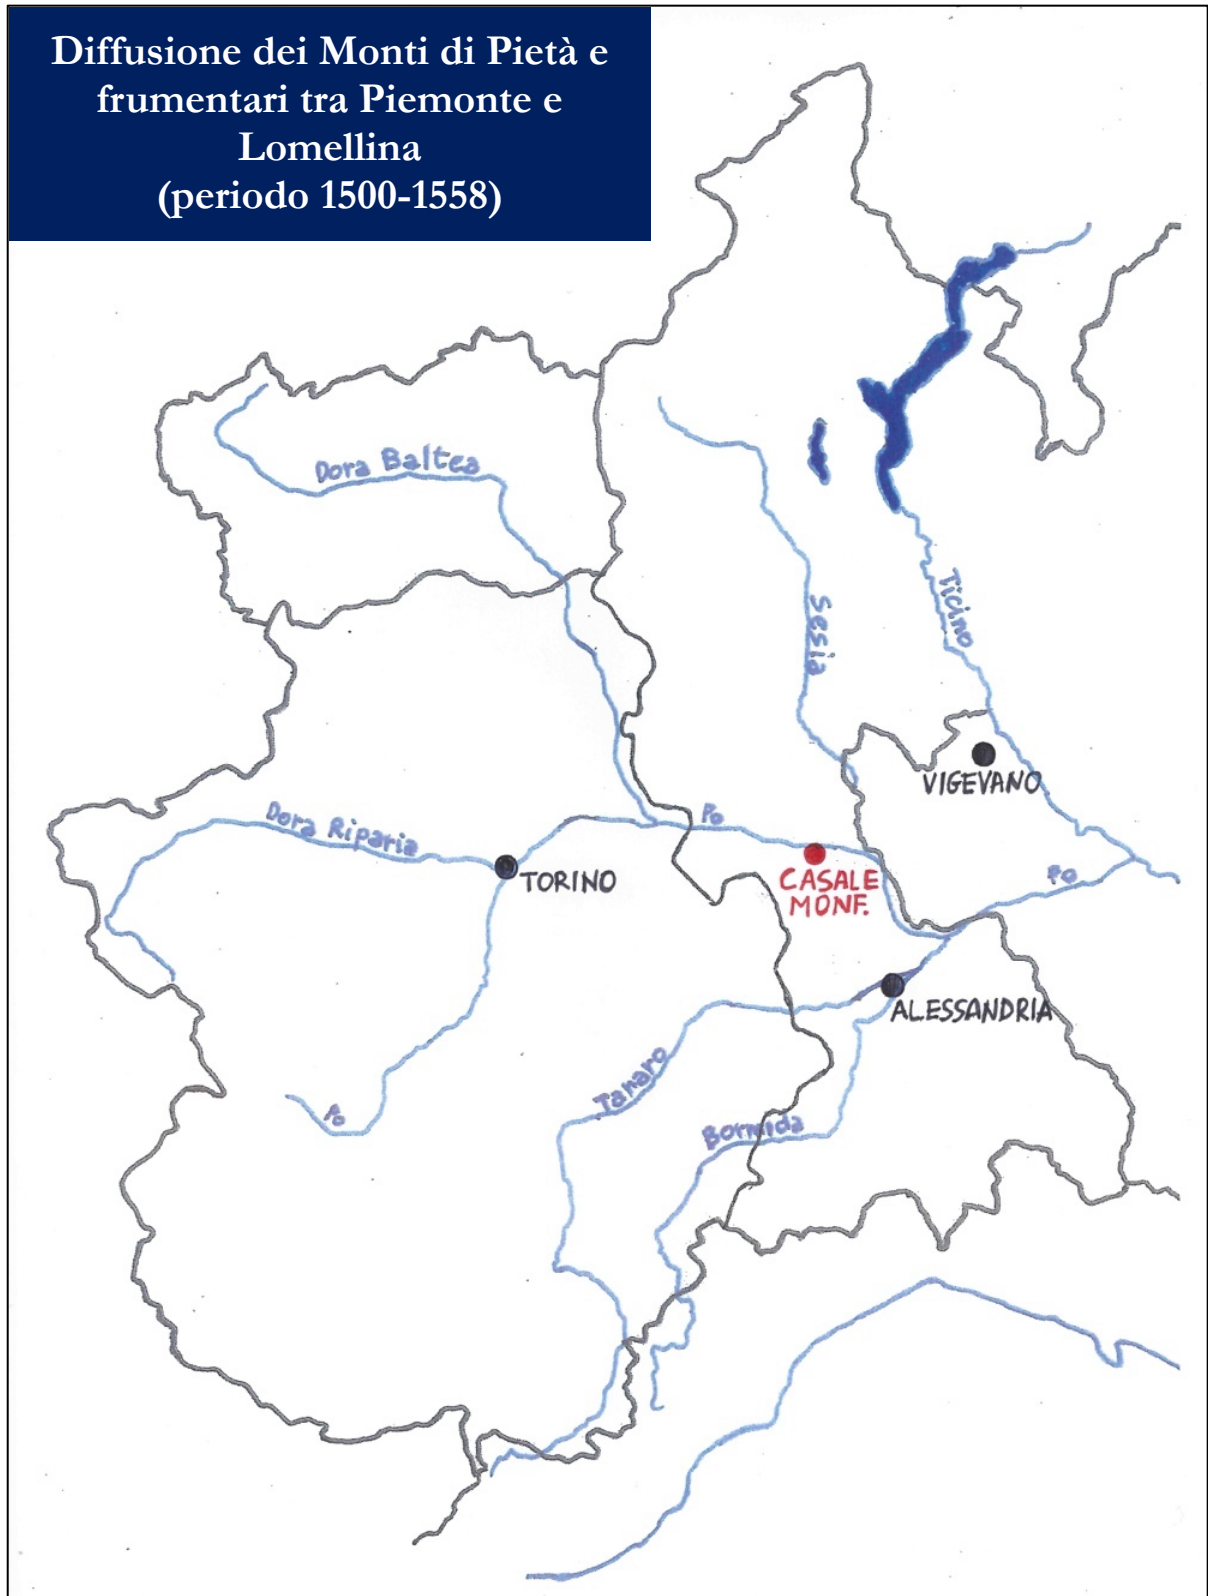 Diffusione dei Monti di Pietà e
frumentari tra Piemonte e
Lomellina
(periodo 1500-1558)
Dora Baltea
Sesia
Ticino
VIGEVANO
Dora Riparia
Po
TORINO
CASALE
MONF.
Po
ALESSANDRIA
Tanaro
Po
Bormida